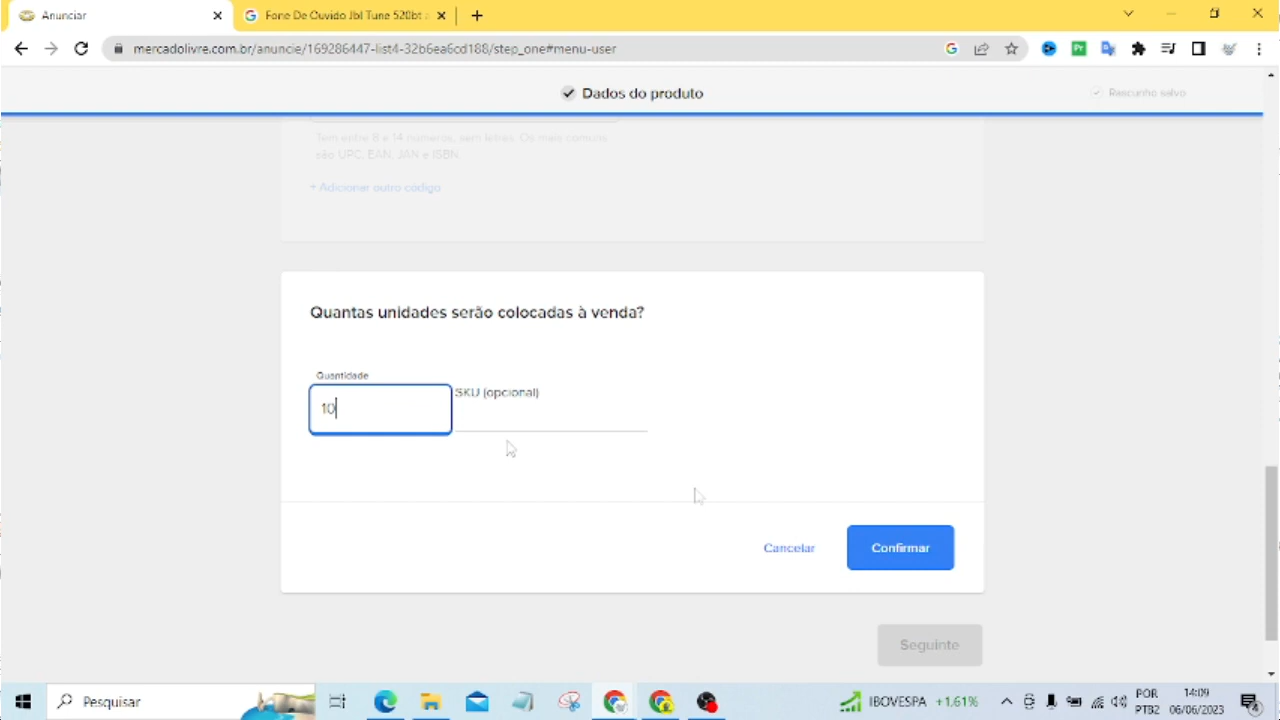 Anunciar
Fone De Ouvido Jbl Tune 520bt a
mercadolivre.com.br/anuncie/169286447-list4-32b6ea6cd188/step_one#menu-user
Dados do produto
Rascunho salvo
Tem entre 8 e 14 números, sem letras. Os mais comuns
são UPC, EAN, JAN e ISBN.
+ Adicionar outro código
Quantas unidades serão colocadas à venda?
Quantidade
SKU (opcional)
10
Cancelar
Confirmar
Seguinte
Pesquisar
IBOVESPA +1.61%
POR
PTB2
14:09
06/06/2023
4